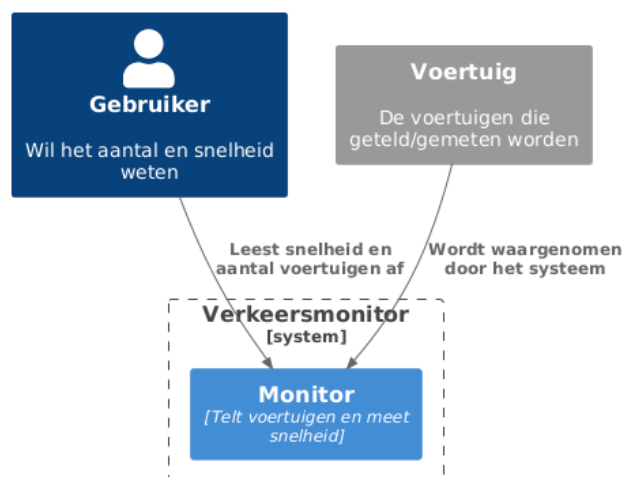 Gebruiker
Wil het aantal en snelheid
weten
Voertuig
De voertuigen die
geteld/gemeten worden
Leest snelheid en
aantal voertuigen af
Wordt waargenomen
door het systeem
Verkeersmonitor
[system]
Monitor
[Telt voertuigen en meet
snelheid]